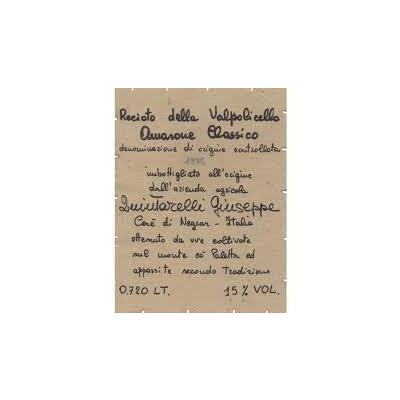 Recioto della Valpolicella
Amarone Classico
denominazione di origine controllata
imbottigliato all'origine
dall'azienda agricola
Quintarelli Giuseppe
Cerè di Negrar - Italia
ottenuto da uve coltivate
sul monte cà Paletta ed
appassite secondo Tradizione
0,720 LT. 15% VOL.